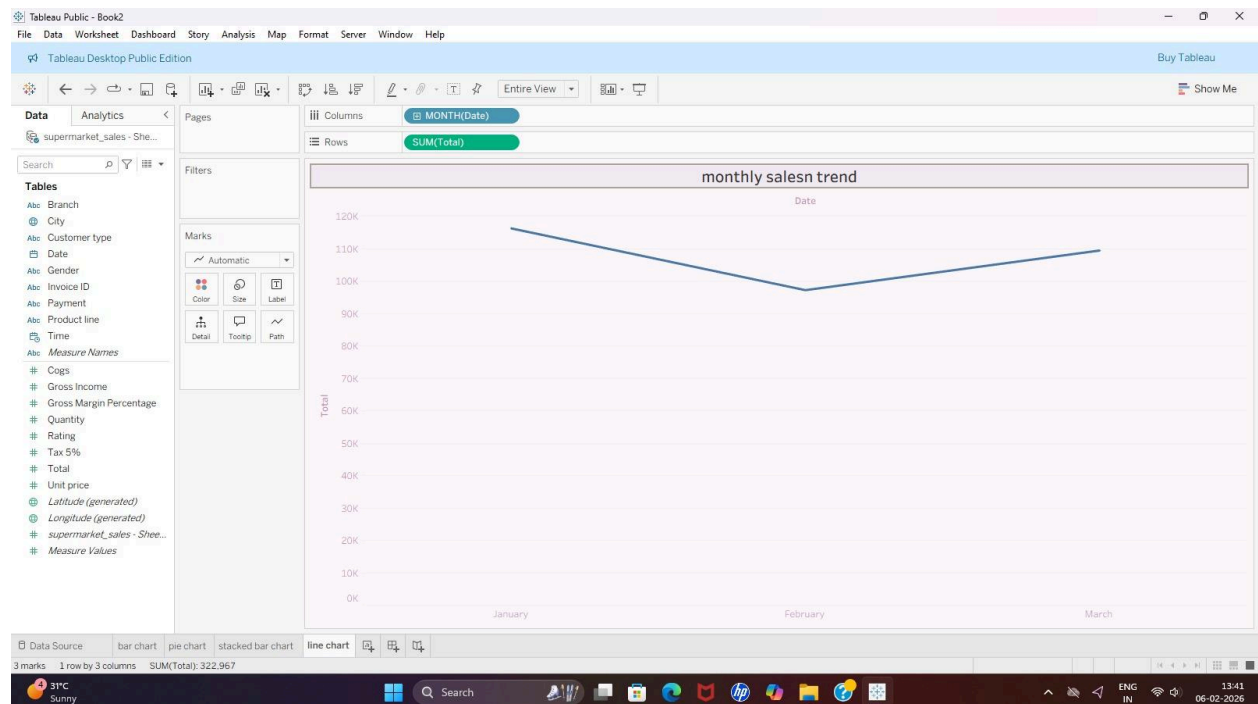 Tableau Public - Book2
File Data Worksheet Dashboard Story Analysis Map Format Server Window Help
Tableau Desktop Public Edition Buy Tableau
Entire View Show Me
Data Analytics Pages Columns MONTH(Date)
supermarket_sales - She... Rows SUM(Total)
Search
Filters
Tables
Abc Branch
City
Abc Customer type
Date
Abc Gender
Abc Invoice ID
Abc Payment
Abc Product line
Time
Abc Measure Names
# Cogs
# Gross Income
# Gross Margin Percentage
# Quantity
# Rating
# Tax 5%
# Total
# Unit price
Latitude (generated)
Longitude (generated)
# supermarket_sales - Shee...
# Measure Values
Marks
Automatic
Color Size Label
Detail Tooltip Path
monthly salesn trend
Date
Total
120K
110K
100K
90K
80K
70K
60K
50K
40K
30K
20K
10K
0K
January February March
Data Source bar chart pie chart stacked bar chart line chart
3 marks 1 row by 3 columns SUM(Total): 322,967
4 31°C
Sunny
Search
hp
ENG
IN
13:41
06-02-2026